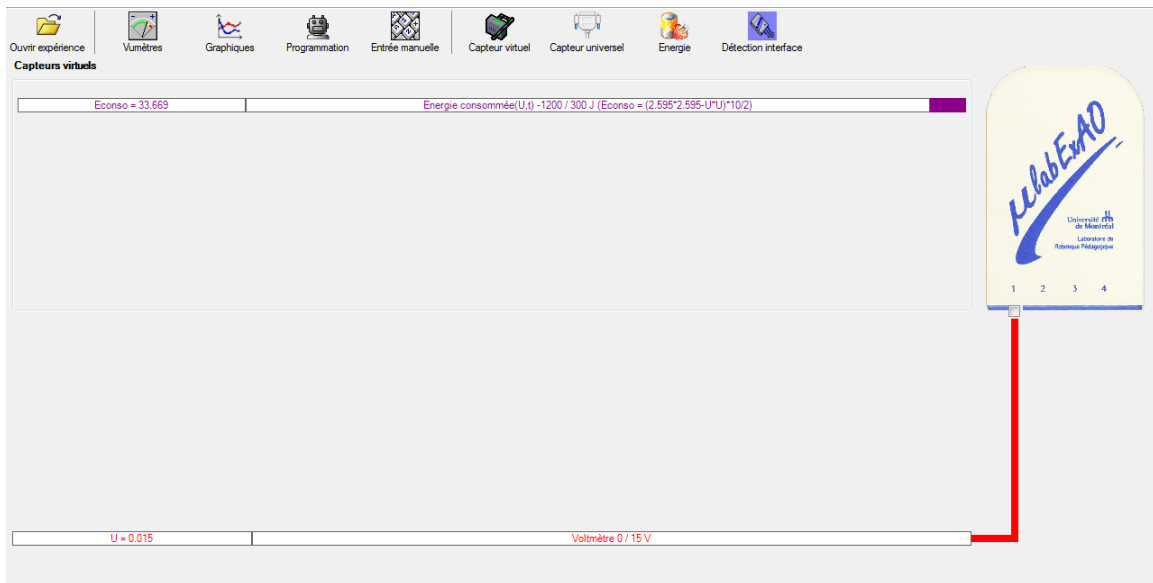 Ouvrir expérience Vumètres Graphiques Programmation Entrée manuelle Capteur virtuel Capteur universel Energie Détection interface
Capteurs virtuels
Econso = 33.669 Energie consommée(U,t) -1200 / 300 J (Econso = (2.595*2.595-U*U)*10/2)
µlabExAO
Université
de Montréal
Laboratoire de
Robotique Pédagogique
1 2 3 4
U = 0.015 Voltmètre 0 / 15 V